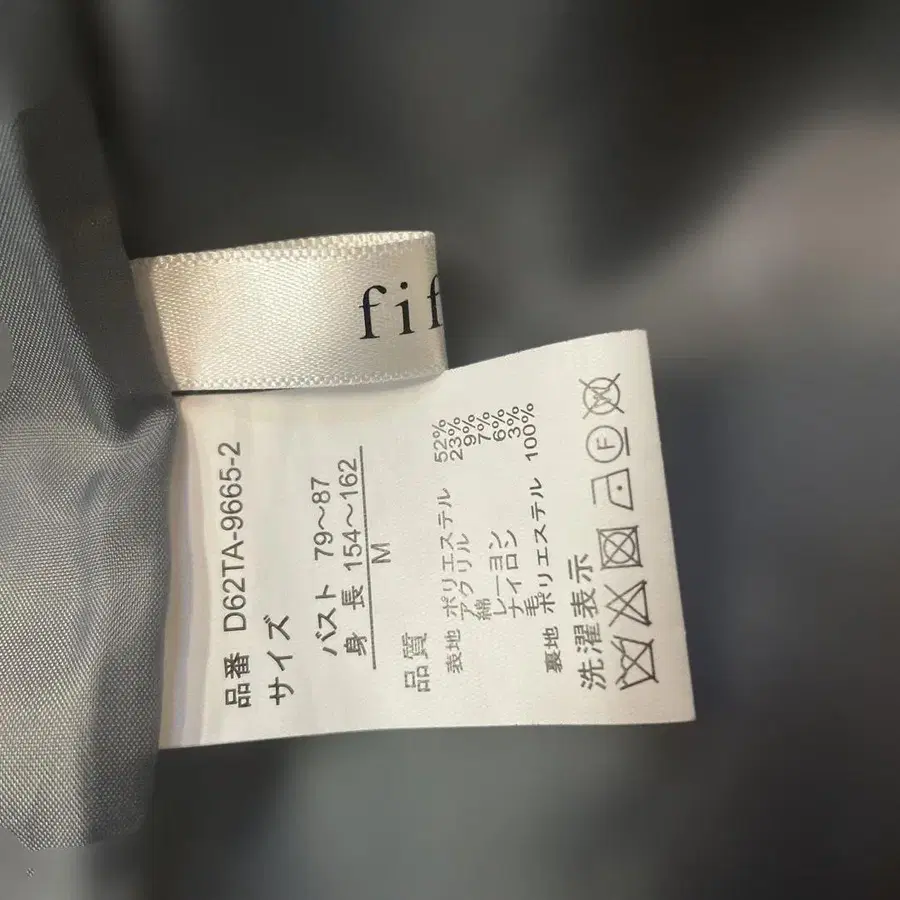 fif
品番 D62TA-9665-2
サイズ
バスト 79〜87
身 長 154〜162
M
品質
表地 ポリエステル 52%
アクリル 23%
綿 9%
レーヨン 7%
ナイロン 6%
毛 3%
裏地 ポリエステル 100%
洗濯表示
F
W